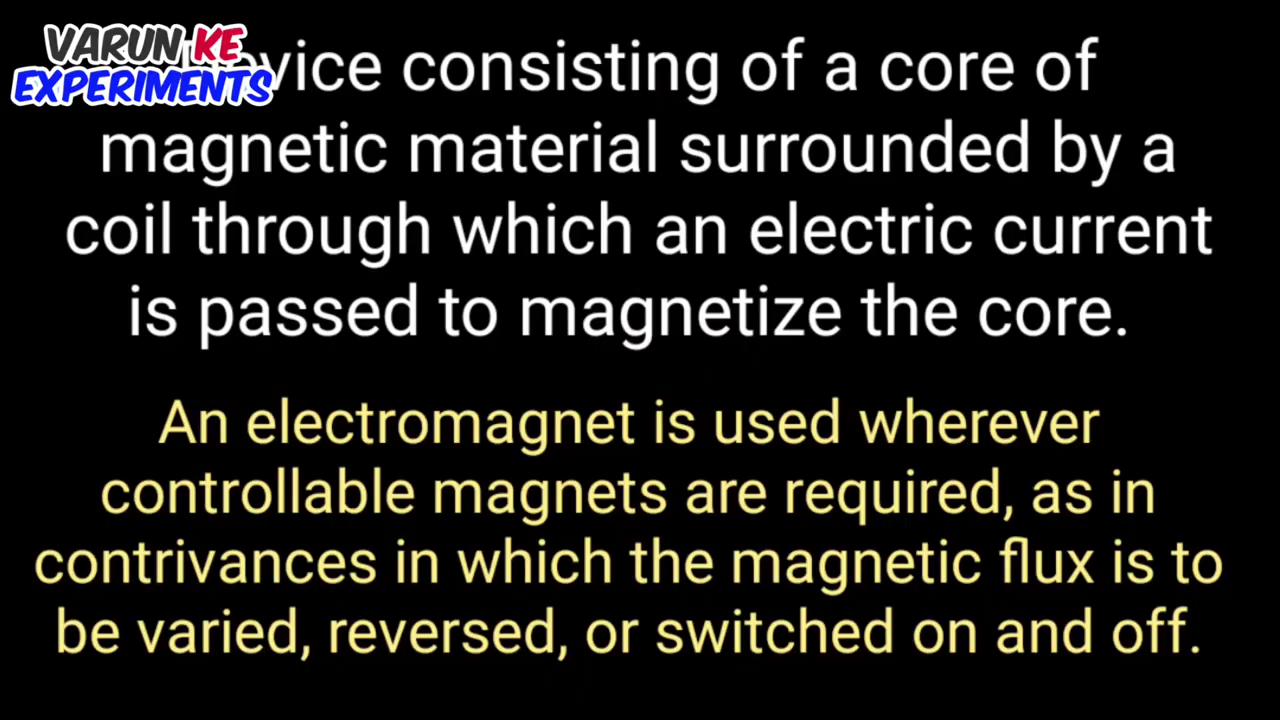 VARUN KE
EXPERIMENTS
consisting of a core of
magnetic material surrounded by a
coil through which an electric current
is passed to magnetize the core.
An electromagnet is used wherever
controllable magnets are required, as in
contrivances in which the magnetic flux is to
be varied, reversed, or switched on and off.